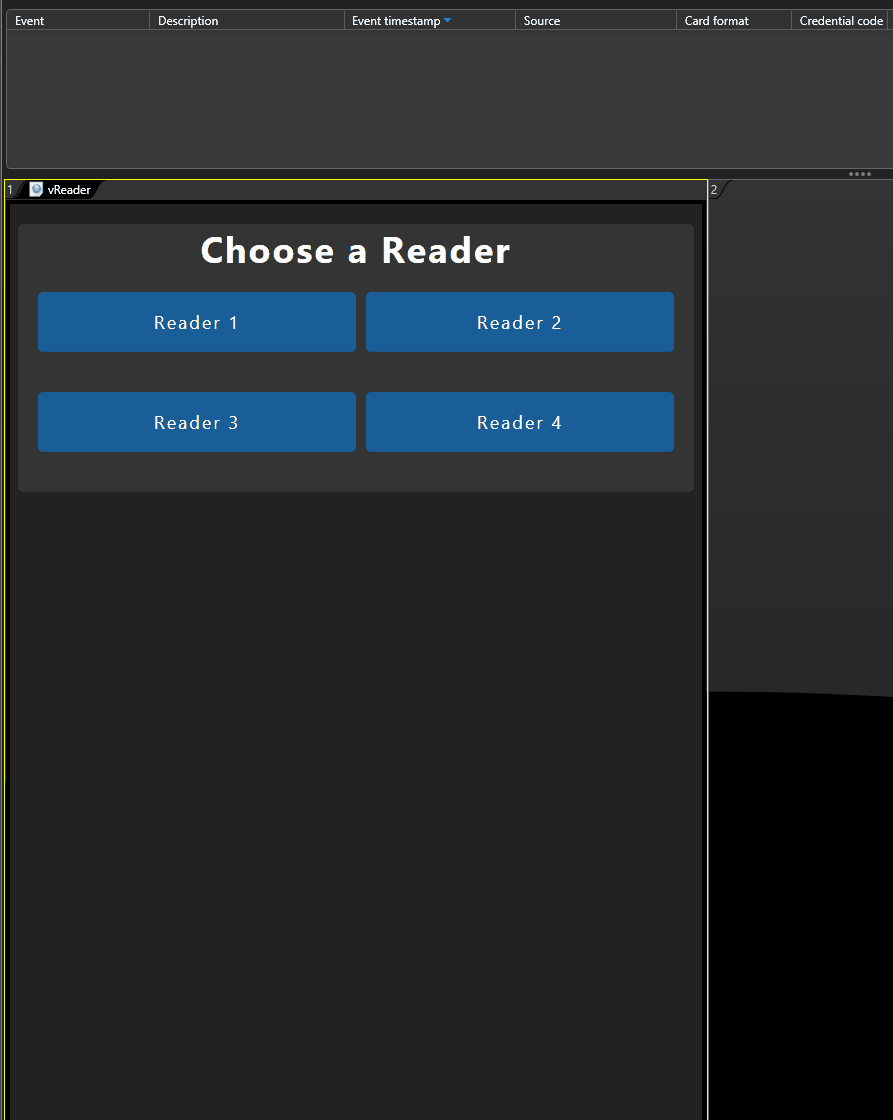 Event Description Event timestamp Source Card format Credential code
1 vReader 2
Choose a Reader
Reader 1 Reader 2
Reader 3 Reader 4